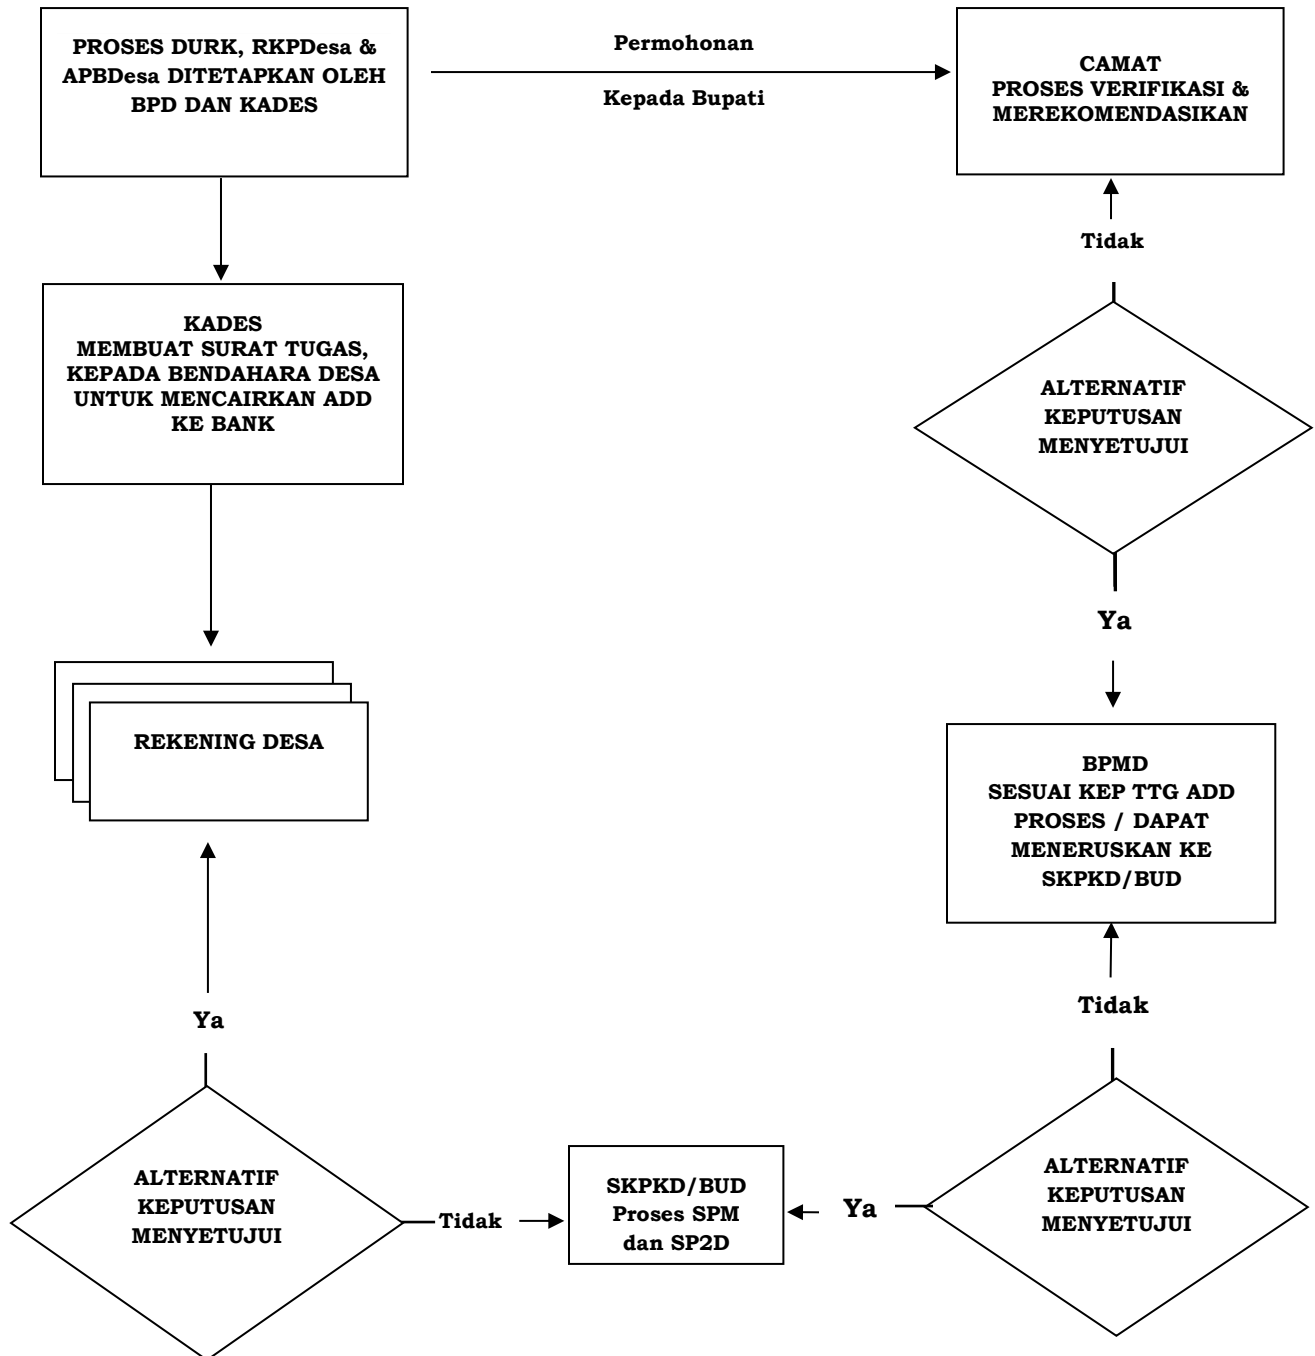 PROSES DURK, RKPDesa &
APBDesa DITETAPKAN OLEH
BPD DAN KADES
Permohonan
Kepada Bupati
CAMAT
PROSES VERIFIKASI &
MEREKOMENDASIKAN
Tidak
KADES
MEMBUAT SURAT TUGAS,
KEPADA BENDAHARA DESA
UNTUK MENCAIRKAN ADD
KE BANK
ALTERNATIF
KEPUTUSAN
MENYETUJUI
Ya
REKENING DESA
BPMD
SESUAI KEP TTG ADD
PROSES / DAPAT
MENERUSKAN KE
SKPKD/BUD
Ya
Tidak
ALTERNATIF
KEPUTUSAN
MENYETUJUI
Tidak
SKPKD/BUD
Proses SPM
dan SP2D
Ya
ALTERNATIF
KEPUTUSAN
MENYETUJUI